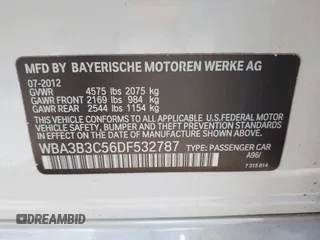 MFD BY BAYERISCHE MOTOREN WERKE AG
07-2012
GVWR 4575 lbs 2075 kg
GAWR FRONT 2169 lbs 984 kg
GAWR REAR 2544 lbs 1154 kg
THIS VEHICLE CONFORMS TO ALL APPLICABLE U.S.FEDERAL MOTOR
VEHICLE SAFETY, BUMPER, AND THEFT PREVENTION STANDARDS
IN EFFECT ON THE DATE OF MANUFACTURE SHOWN ABOVE.
WBA3B3C56DF532787 TYPE: PASSENGER CAR
A96/
7 315 814
DREAMBID